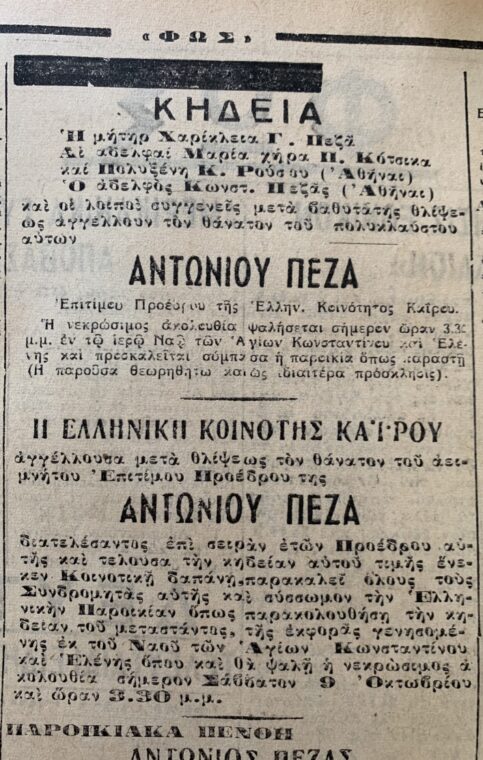 « ΦΩΣ »
ΚΗΔΕΙΑ
Ἡ μήτηρ Χαρίκλεια Γ. Πεζᾶ
Αἱ ἀδελφαὶ Μαρία χήρα Π. Κότσικα
καὶ Πολυξένη Κ. Ρούσου (Ἀθῆναι)
Ὁ ἀδελφὸς Κωνστ. Πεζᾶς (Ἀθῆναι)
καὶ οἱ λοιποὶ συγγενεῖς μετὰ βαθυτάτης θλίψε-
ως ἀγγέλλουν τὸν θάνατον τοῦ πολυκλαύστου
αὐτῶν
ΑΝΤΩΝΙΟΥ ΠΕΖΑ
Ἐπιτίμου Προέδρου τῆς Ἑλλην. Κοινότητος Καΐρου.
Ἡ νεκρώσιμος ἀκολουθία ψαλήσεται σήμερον ὥραν 3.30
μ.μ. ἐν τῷ ἱερῷ Ναῷ τῶν Ἁγίων Κωνσταντίνου καὶ Ἑλέ-
νης καὶ προσκαλεῖται σύμπασα ἡ παροικία ὅπως παραστῇ
(Ἡ παροῦσα θεωρηθήτω καὶ ὡς ἰδιαιτέρα πρόσκλησις).
Η ΕΛΛΗΝΙΚΗ ΚΟΙΝΟΤΗΣ ΚΑΪΡΟΥ
ἀγγέλλουσα μετὰ θλίψεως τὸν θάνατον τοῦ ἀει-
μνήτου Ἐπιτίμου Προέδρου της
ΑΝΤΩΝΙΟΥ ΠΕΖΑ
διατελέσαντος ἐπὶ σειρὰν ἐτῶν Προέδρου αὐ-
τῆς καὶ τελοῦσα τὴν κηδείαν αὐτοῦ τιμῆς ἕνε-
κεν Κοινοτικῇ δαπάνῃ, παρακαλεῖ ὅλους τοὺς
Συνδρομητὰς αὐτῆς καὶ σύσσωμον τὴν Ἑλλη-
νικὴν Παροικίαν ὅπως παρακολουθήσῃ τὴν κη-
δείαν τοῦ μεταστάντος, τῆς ἐκφορᾶς γενησομέ-
νης ἐκ τοῦ Ναοῦ τῶν Ἁγίων Κωνσταντίνου
καὶ Ἑλένης ὅπου καὶ θὰ ψαλῇ ἡ νεκρώσιμος ἀ-
κολουθία σήμερον Σάββατον 9 Ὀκτωβρίου
καὶ ὥραν 3.30 μ.μ.
ΠΑΡΟΙΚΙΑΚΑ ΠΕΝΘΗ
ΑΝΤΩΝΙΟΣ ΠΕΖΑΣ